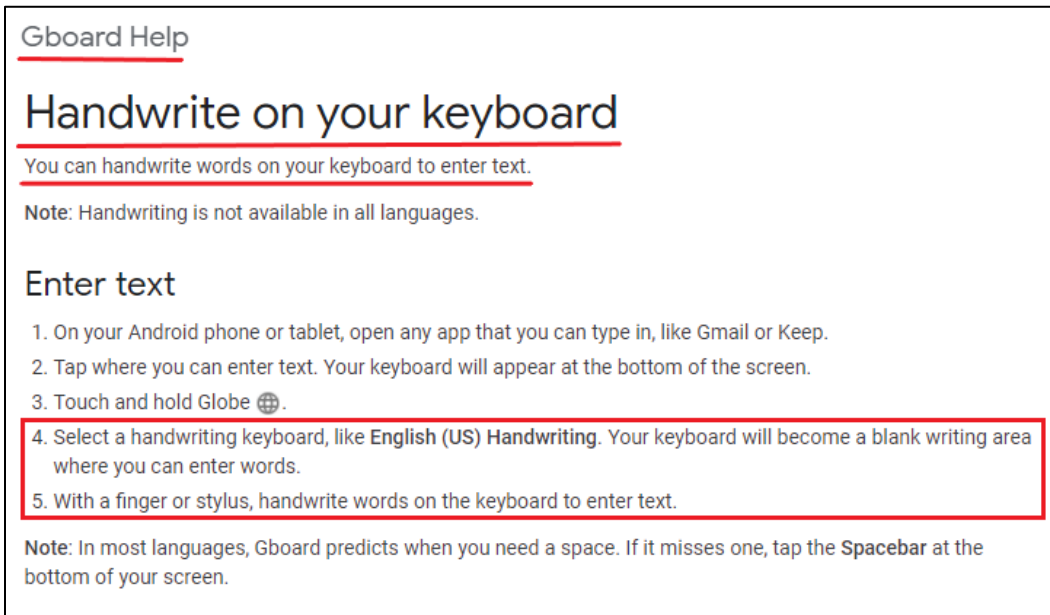 Gboard Help
Handwrite on your keyboard
You can handwrite words on your keyboard to enter text.
Note: Handwriting is not available in all languages.
Enter text
1. On your Android phone or tablet, open any app that you can type in, like Gmail or Keep.
2. Tap where you can enter text. Your keyboard will appear at the bottom of the screen.
3. Touch and hold Globe .
4. Select a handwriting keyboard, like English (US) Handwriting. Your keyboard will become a blank writing area
where you can enter words.
5. With a finger or stylus, handwrite words on the keyboard to enter text.
Note: In most languages, Gboard predicts when you need a space. If it misses one, tap the Spacebar at the
bottom of your screen.